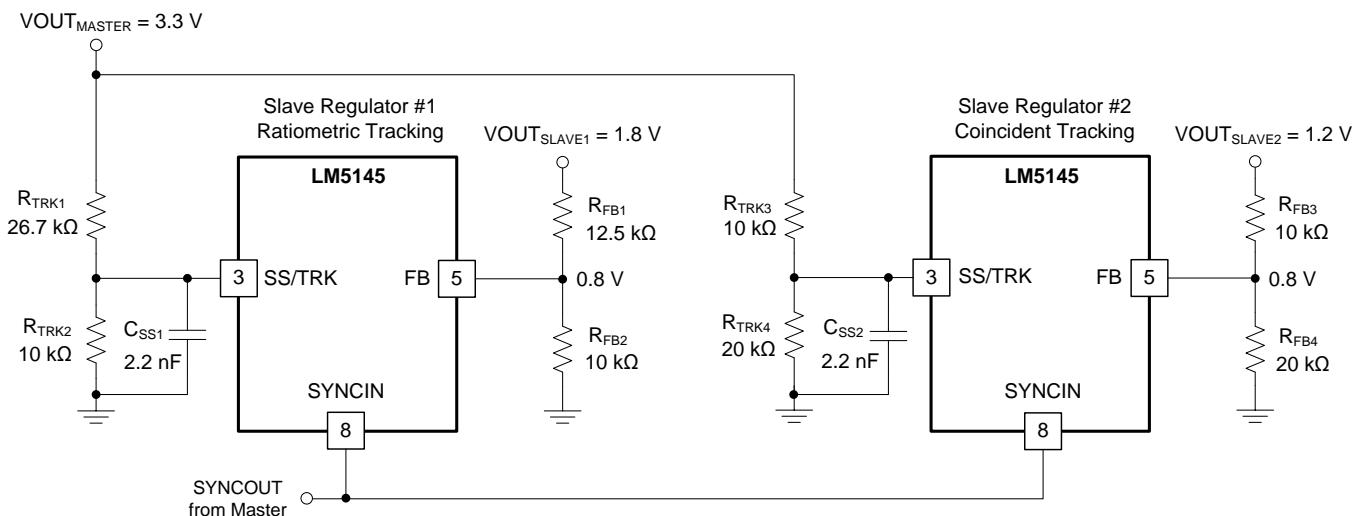 VOUTMASTER = 3.3 V
Slave Regulator #1
Ratiometric Tracking
VOUTSLAVE1 = 1.8 V
Slave Regulator #2
Coincident Tracking
VOUTSLAVE2 = 1.2 V
LM5145
LM5145
RTRK1
26.7 kΩ
RFB1
12.5 kΩ
RTRK3
10 kΩ
RFB3
10 kΩ
3
SS/TRK
FB
5
0.8 V
3
SS/TRK
FB
5
0.8 V
RTRK2
10 kΩ
CSS1
2.2 nF
RFB2
10 kΩ
RTRK4
20 kΩ
CSS2
2.2 nF
RFB4
20 kΩ
SYNCIN
8
SYNCIN
8
SYNCOUT
from Master